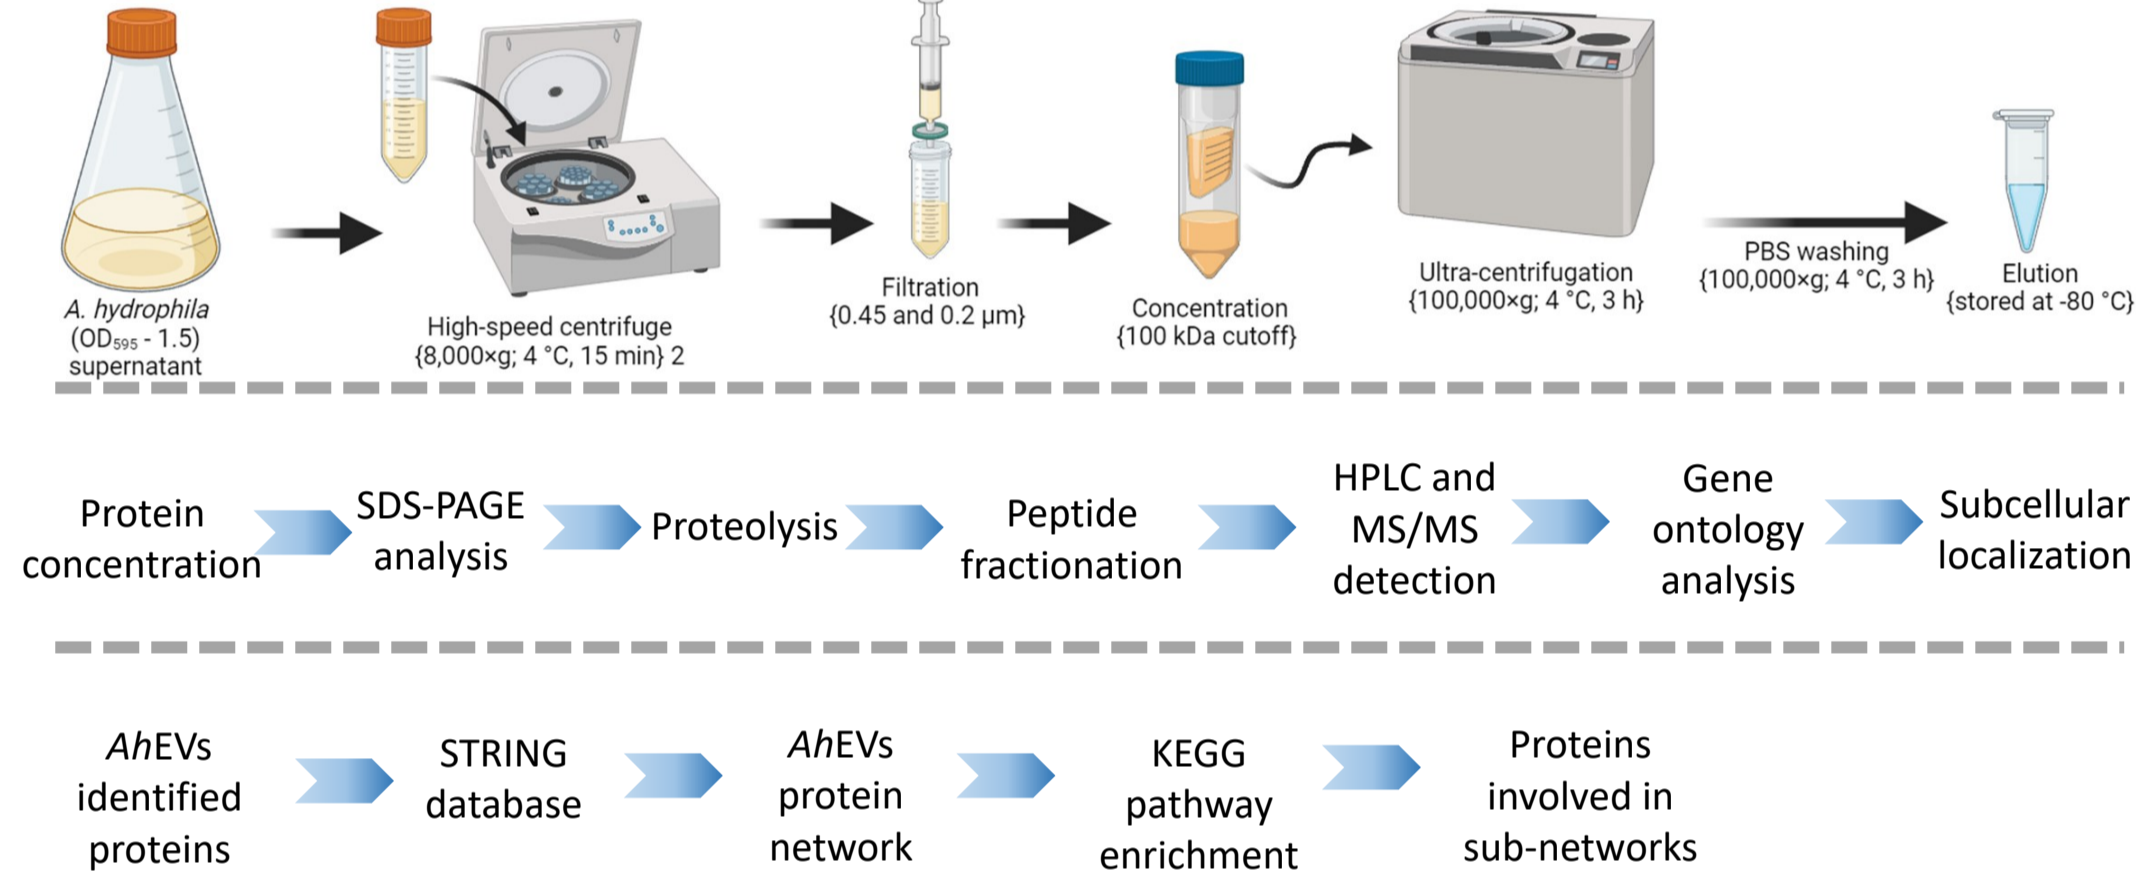 A. hydrophila
(OD₅₉₅ - 1.5)
supernatant
High-speed centrifuge
{8,000×g; 4 °C, 15 min} 2
Filtration
{0.45 and 0.2 µm}
Concentration
{100 kDa cutoff}
Ultra-centrifugation
{100,000×g; 4 °C, 3 h}
PBS washing
{100,000×g; 4 °C, 3 h}
Elution
{stored at -80 °C}
Protein
concentration
SDS-PAGE
analysis
Proteolysis
Peptide
fractionation
HPLC and
MS/MS
detection
Gene
ontology
analysis
Subcellular
localization
AhEVs
identified
proteins
STRING
database
AhEVs
protein
network
KEGG
pathway
enrichment
Proteins
involved in
sub-networks